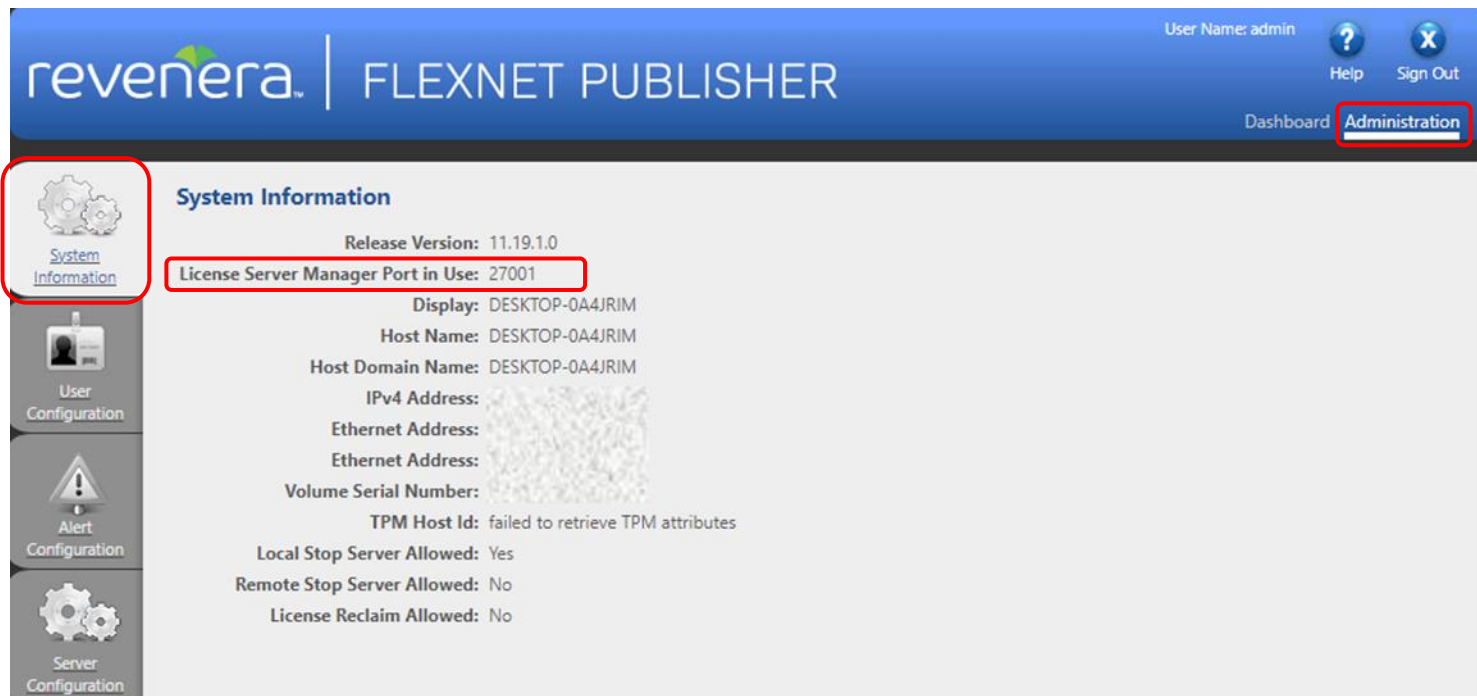 User Name: admin
Help
Sign Out
revenera™ | FLEXNET PUBLISHER
Dashboard Administration
System Information
System Information
Release Version: 11.19.1.0
License Server Manager Port in Use: 27001
Display: DESKTOP-0A4JRIM
Host Name: DESKTOP-0A4JRIM
Host Domain Name: DESKTOP-0A4JRIM
IPv4 Address:
Ethernet Address:
Ethernet Address:
Volume Serial Number:
TPM Host Id: failed to retrieve TPM attributes
Local Stop Server Allowed: Yes
Remote Stop Server Allowed: No
License Reclaim Allowed: No
User
Configuration
Alert
Configuration
Server
Configuration